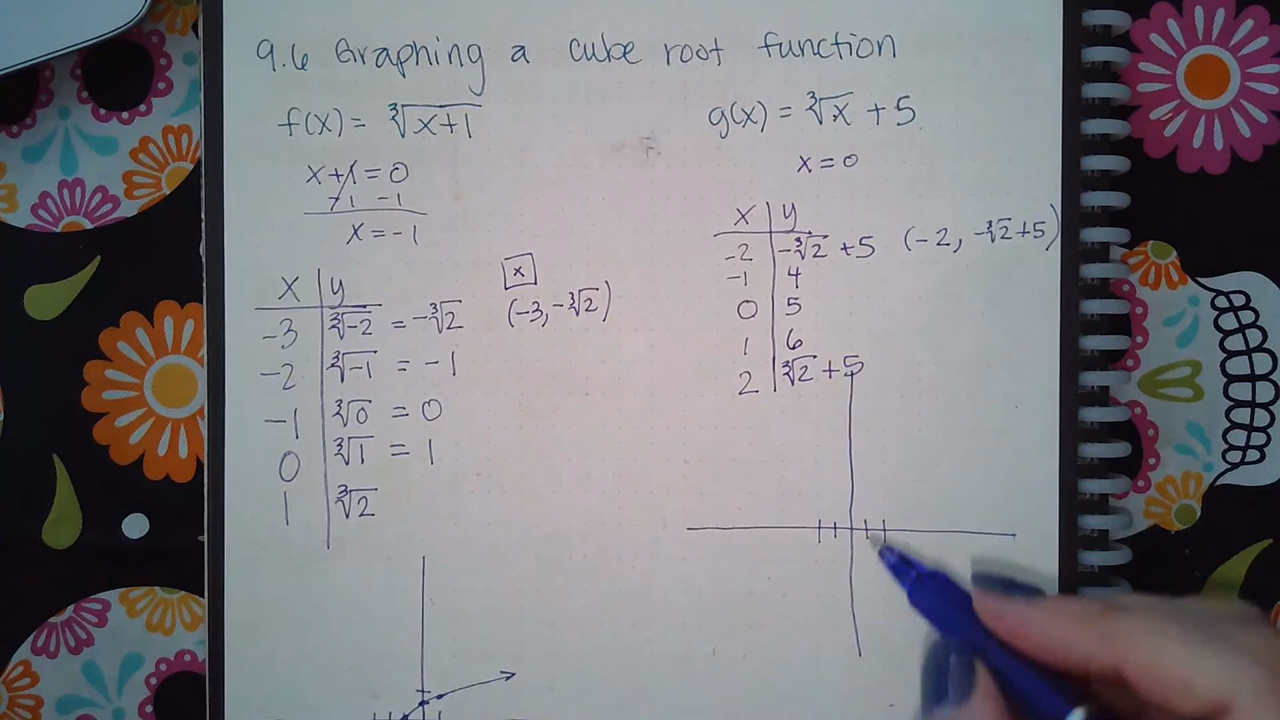 9.6 Graphing a cube root function
f(x) = ∛(x+1)
x+1 = 0
-1 -1
x = -1
x | y
-3 | ∛-2 = -∛2
-2 | ∛-1 = -1
-1 | ∛0 = 0
0 | ∛1 = 1
1 | ∛2
x
(-3, -∛2)
g(x) = ∛x + 5
x = 0
x | y
-2 | -∛2 + 5 (-2, -∛2+5)
-1 | 4
0 | 5
1 | 6
2 | ∛2 + 5